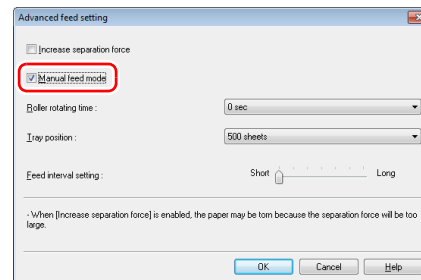 Advanced feed setting
Increase separation force
Manual feed mode
Roller rotating time :
0 sec
Tray position :
500 sheets
Feed interval setting :
Short
Long
- When [Increase separation force] is enabled, the paper may be torn because the separation force will be too
large.
OK
Cancel
Help